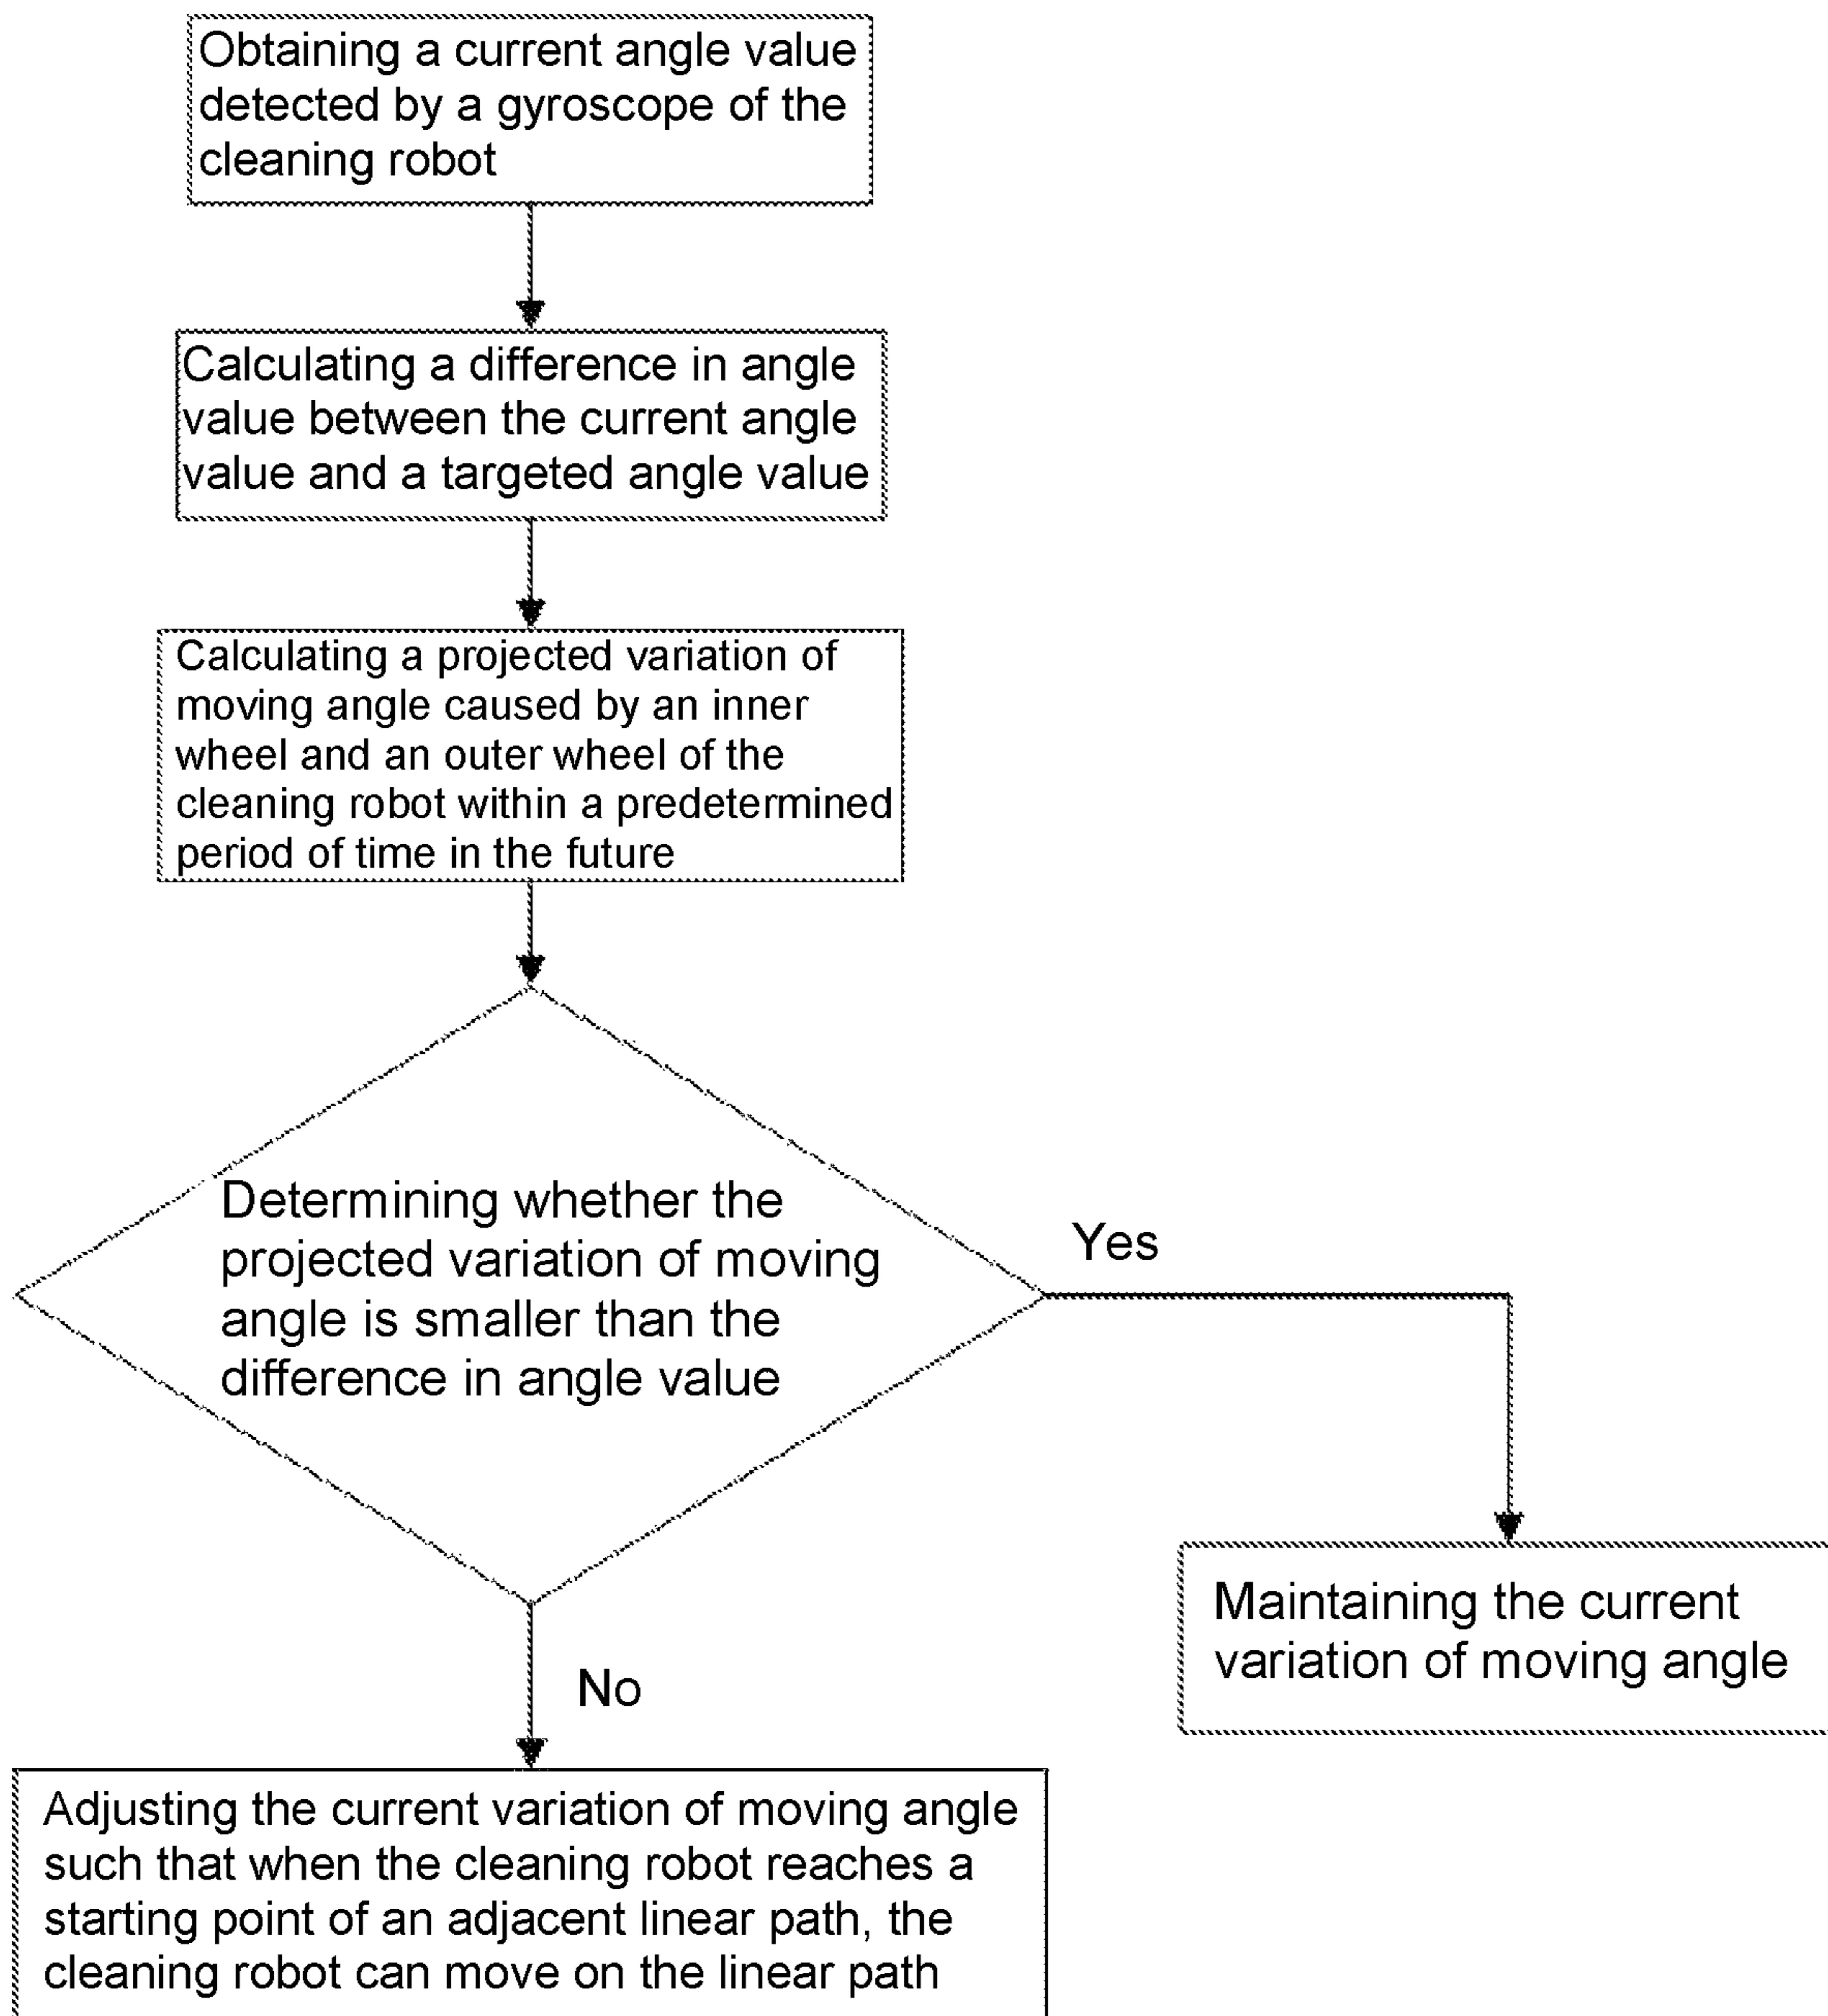 Obtaining a current angle value
detected by a gyroscope of the
cleaning robot
Calculating a difference in angle
value between the current angle
value and a targeted angle value
Calculating a projected variation of
moving angle caused by an inner
wheel and an outer wheel of the
cleaning robot within a predetermined
period of time in the future
Determining whether the
projected variation of moving
angle is smaller than the
difference in angle value
Yes
Maintaining the current
variation of moving angle
No
Adjusting the current variation of moving angle
such that when the cleaning robot reaches a
starting point of an adjacent linear path, the
cleaning robot can move on the linear path